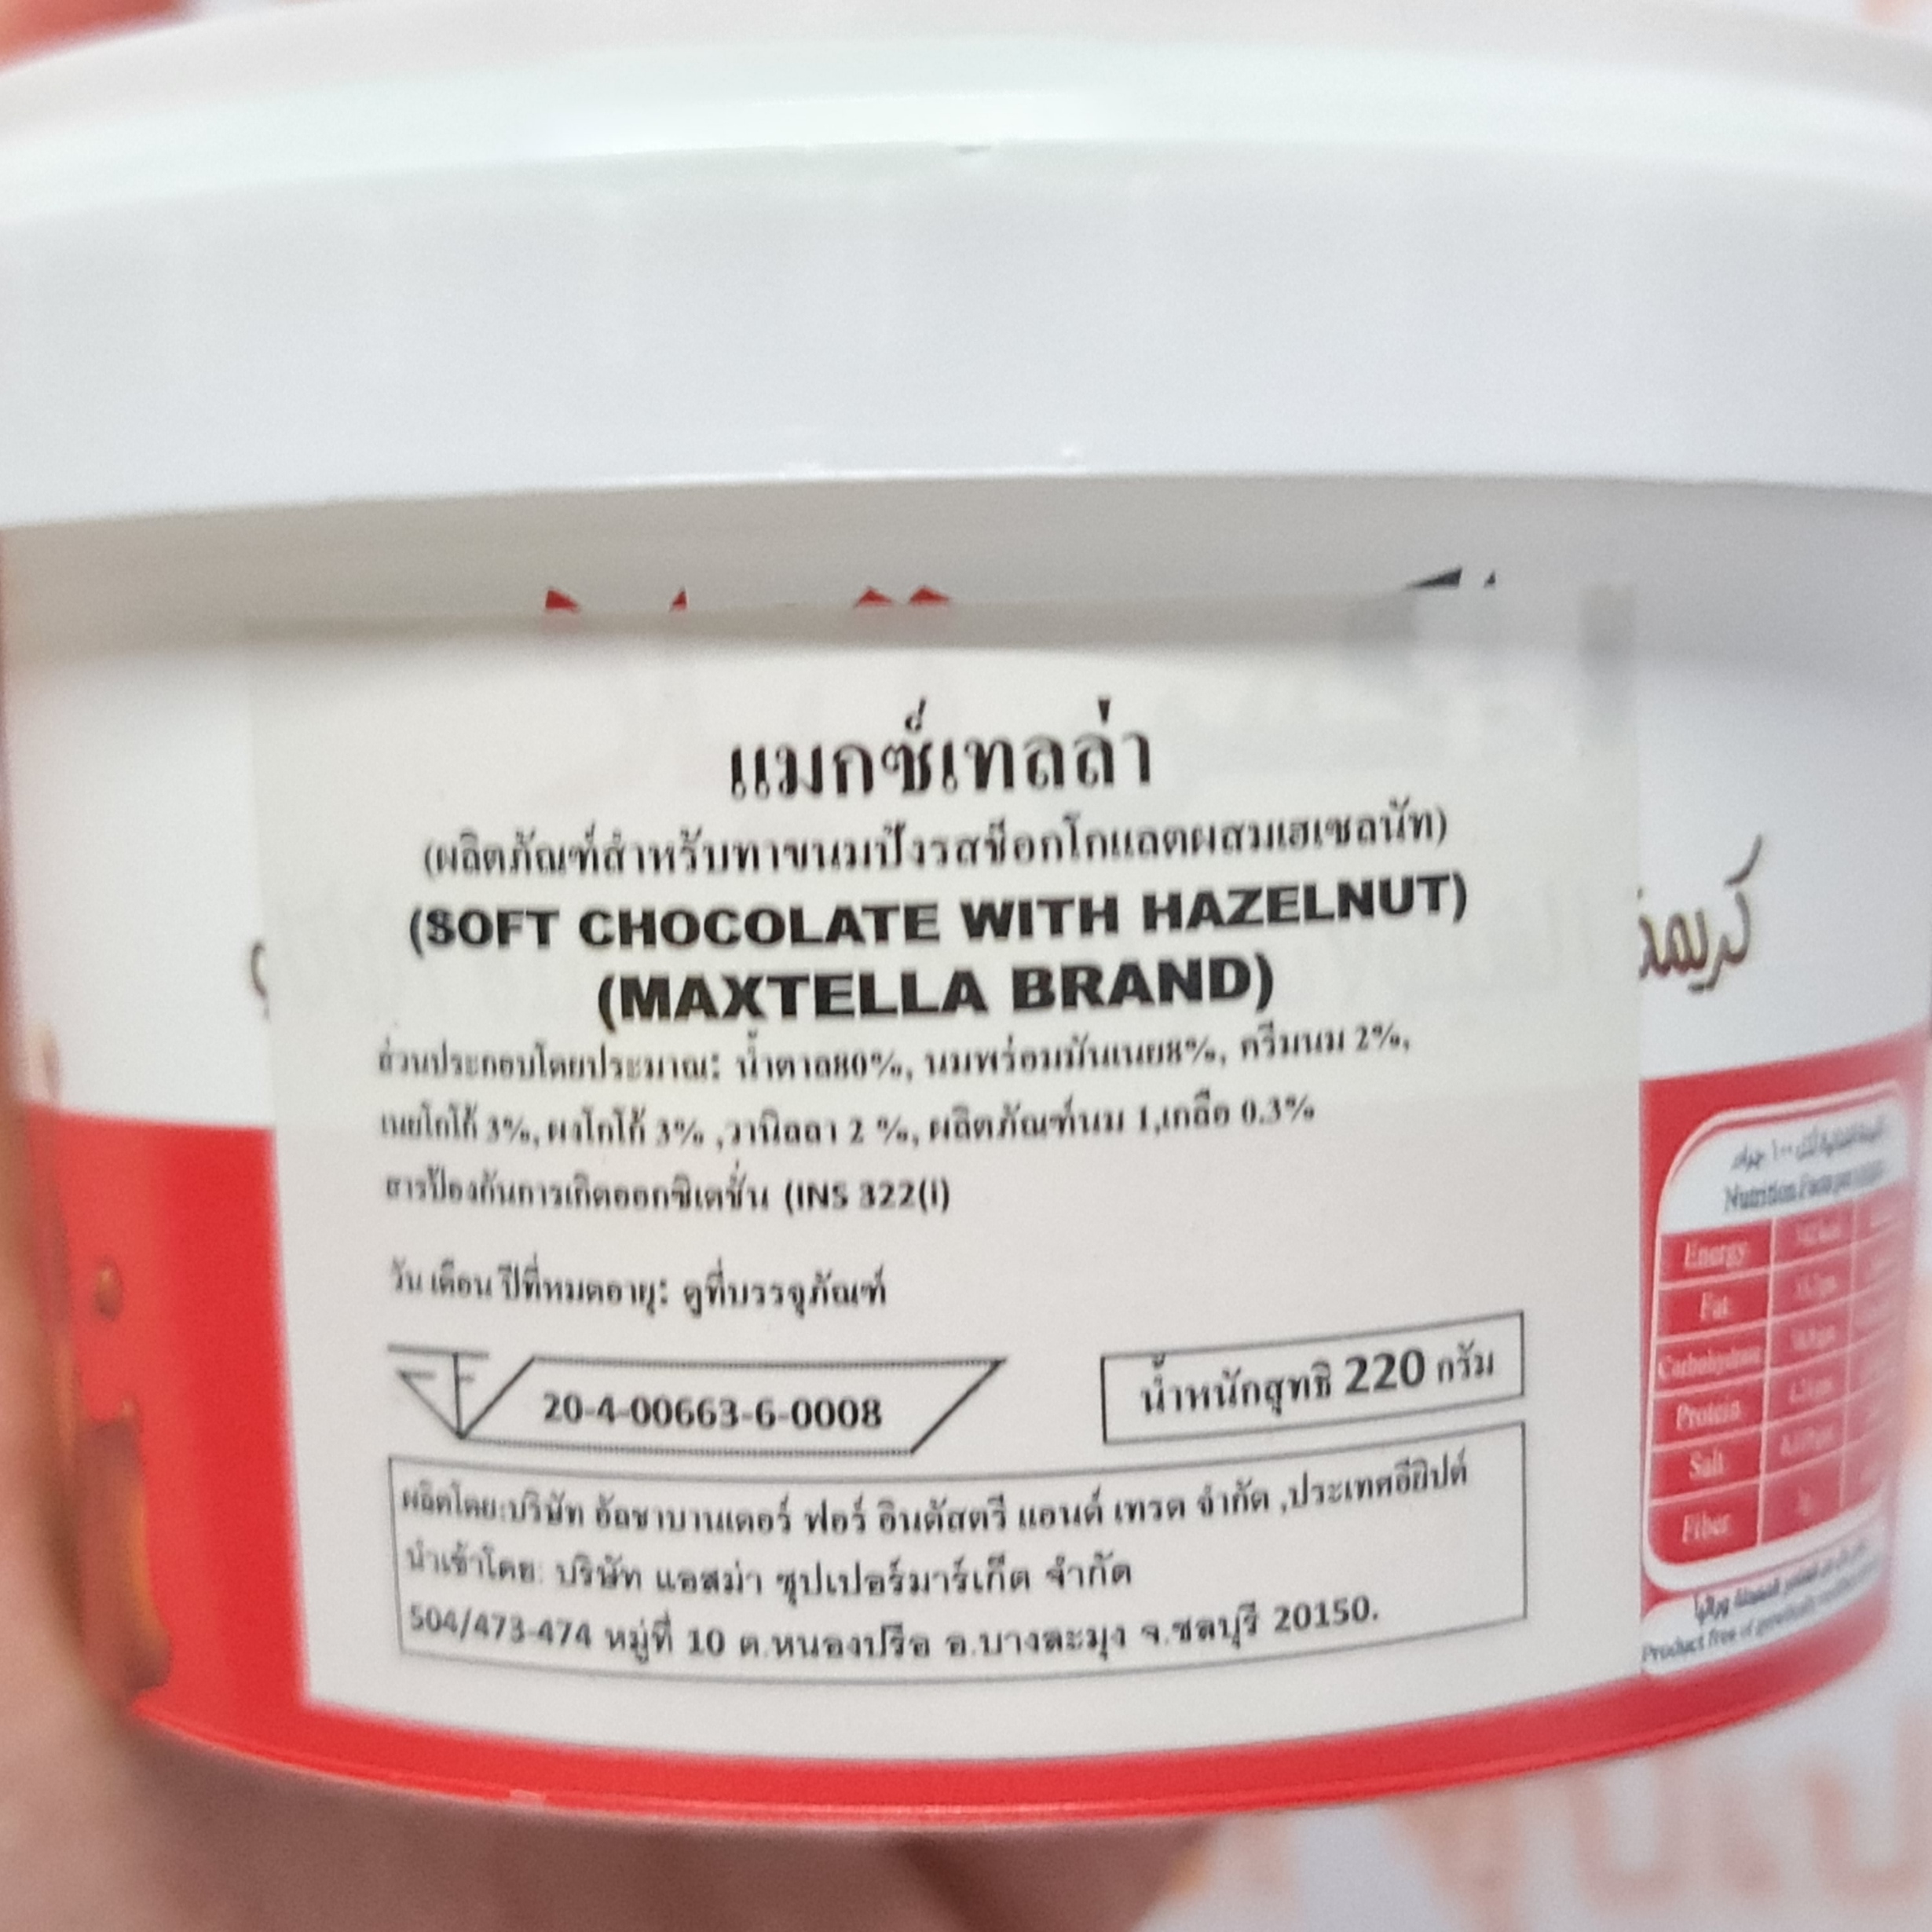 แมกซ์เทลล่า
(ผลิตภัณฑ์สำหรับทาขนมปังรสช็อกโกแลตผสมเฮเซลนัท)
(SOFT CHOCOLATE WITH HAZELNUT)
(MAXTELLA BRAND)
ส่วนประกอบโดยประมาณ: น้ำตาล80%, นมพร่อมมันเนย8%, ครีมนม 2%,
เนยโกโก้ 3%, ผงโกโก้ 3% ,วานิลลา 2 %, ผลิตภัณฑ์นม 1,เกลือ 0.3%
สารป้องกันการเกิดออกซิเดชั่น (INS 322(i)
วัน เดือน ปีที่หมดอายุ: ดูที่บรรจุภัณฑ์
20-4-00663-6-0008
น้ำหนักสุทธิ 220 กรัม
ผลิตโดย:บริษัท อัลชาบานเดอร์ ฟอร์ อินดัสตรี แอนด์ เทรด จำกัด ,ประเทศอียิปต์
นำเข้าโดย: บริษัท แอสม่า ซุปเปอร์มาร์เก็ต จำกัด
504/473-474 หมู่ที่ 10 ต.หนองปรือ อ.บางละมุง จ.ชลบุรี 20150.
كريمة
Nutrition Facts per
Energy
Fat
Carbohydrate
Protein
Salt
Fiber
Product free of genetically